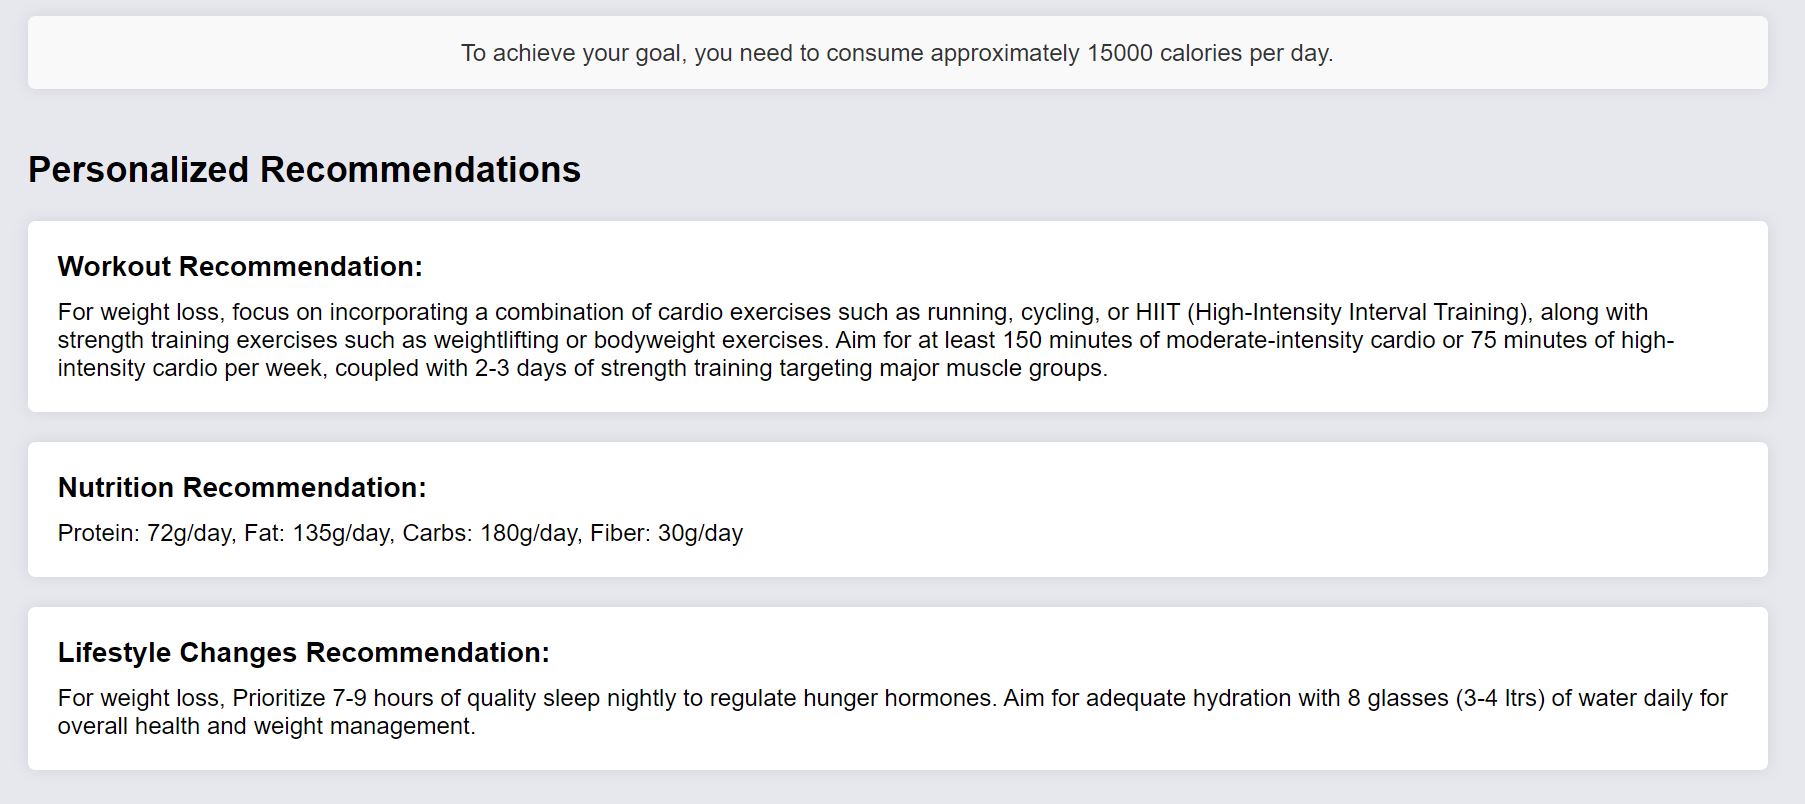 To achieve your goal, you need to consume approximately 15000 calories per day.
Personalized Recommendations
Workout Recommendation:
For weight loss, focus on incorporating a combination of cardio exercises such as running, cycling, or HIIT (High-Intensity Interval Training), along with
strength training exercises such as weightlifting or bodyweight exercises. Aim for at least 150 minutes of moderate-intensity cardio or 75 minutes of high-
intensity cardio per week, coupled with 2-3 days of strength training targeting major muscle groups.
Nutrition Recommendation:
Protein: 72g/day, Fat: 135g/day, Carbs: 180g/day, Fiber: 30g/day
Lifestyle Changes Recommendation:
For weight loss, Prioritize 7-9 hours of quality sleep nightly to regulate hunger hormones. Aim for adequate hydration with 8 glasses (3-4 ltrs) of water daily for
overall health and weight management.